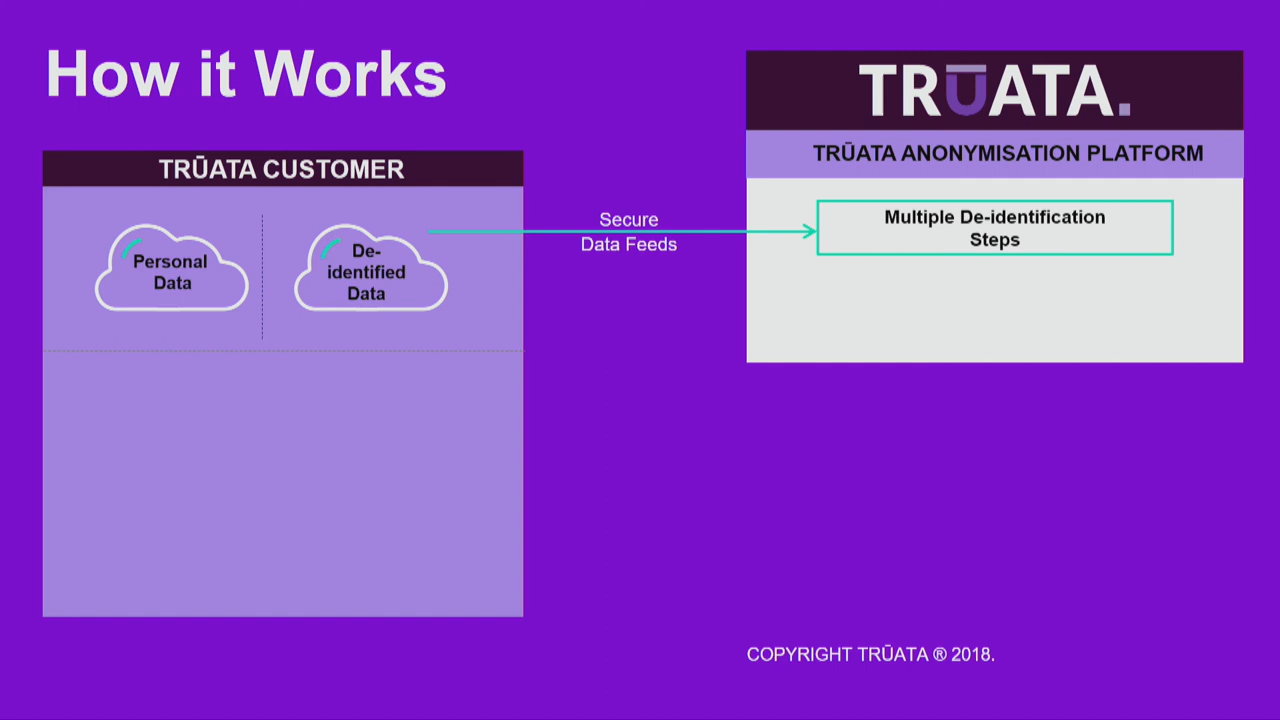 How it Works
TRŪATA.
TRŪATA ANONYMISATION PLATFORM
TRŪATA CUSTOMER
Personal
Data
De-
identified
Data
Secure
Data Feeds
Multiple De-identification
Steps
COPYRIGHT TRŪATA ® 2018.